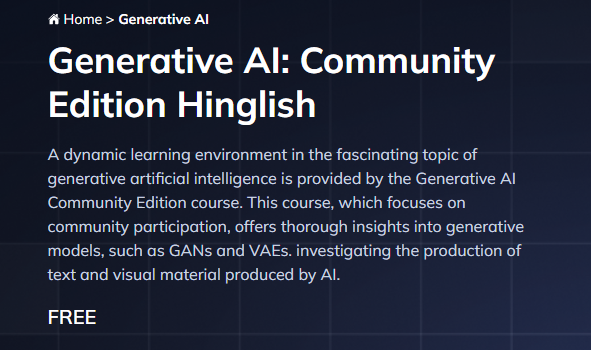 Home > Generative AI
Generative AI: Community
Edition Hinglish
A dynamic learning environment in the fascinating topic of
generative artificial intelligence is provided by the Generative AI
Community Edition course. This course, which focuses on
community participation, offers thorough insights into generative
models, such as GANs and VAEs. investigating the production of
text and visual material produced by AI.
FREE